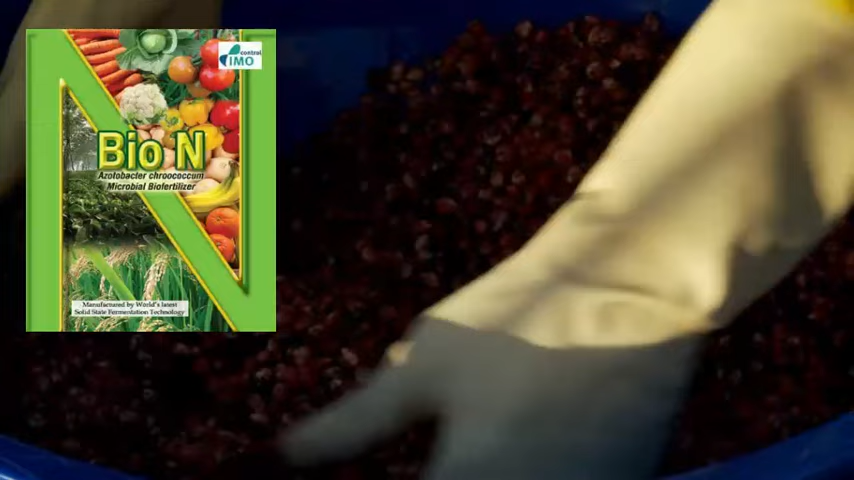 control
IMO
Bio N
Azotobacter chroococcum
Microbial Biofertilizer
Manufactured by World's latest
Solid State Fermentation Technology